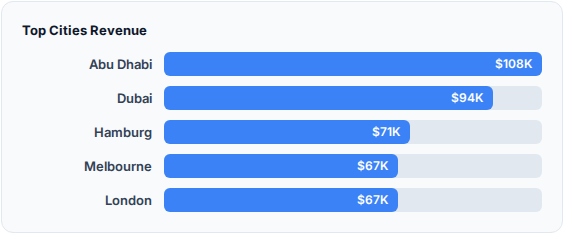 Top Cities Revenue
Abu Dhabi $108K
Dubai $94K
Hamburg $71K
Melbourne $67K
London $67K